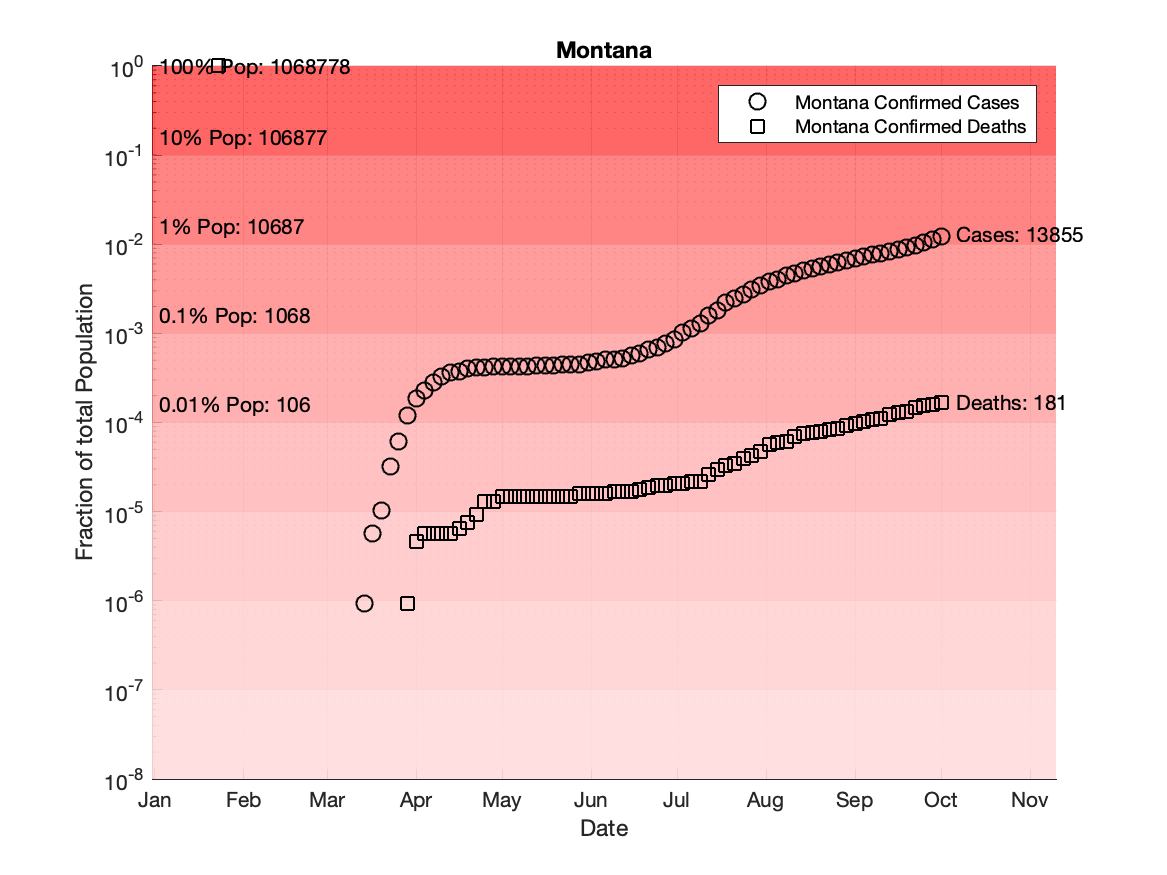 Montana
10^0
100% Pop: 1068778
Montana Confirmed Cases
Montana Confirmed Deaths
10% Pop: 106877
10^-1
1% Pop: 10687
10^-2
Cases: 13855
0.1% Pop: 1068
10^-3
0.01% Pop: 106
10^-4
Deaths: 181
10^-5
10^-6
10^-7
10^-8
Fraction of total Population
Jan Feb Mar Apr May Jun Jul Aug Sep Oct Nov
Date